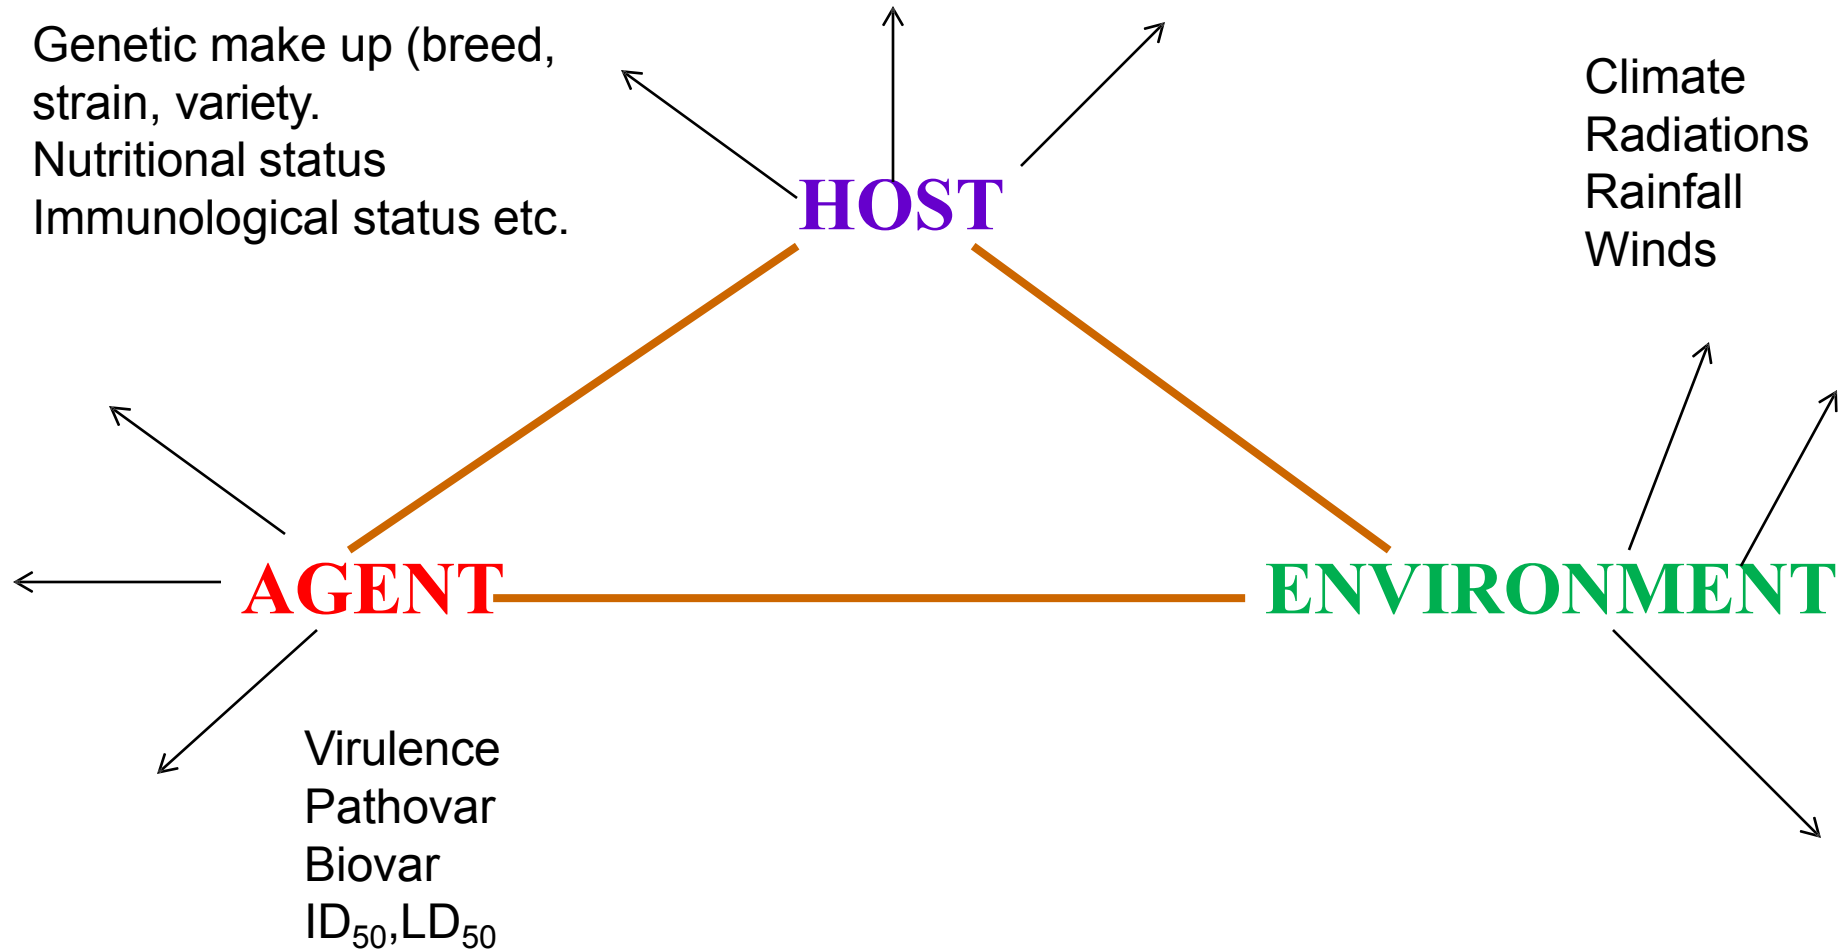 Genetic make up (breed,
strain, variety.
Nutritional status
Immunological status etc.
HOST
Climate
Radiations
Rainfall
Winds
AGENT
ENVIRONMENT
Virulence
Pathovar
Biovar
ID₅₀,LD₅₀